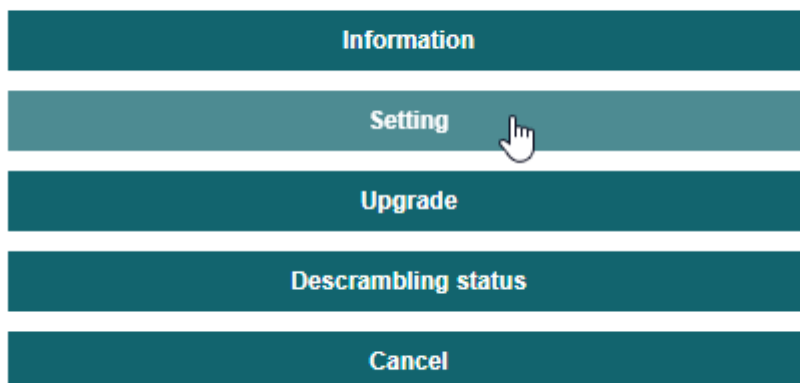 Information
Setting
Upgrade
Descrambling status
Cancel